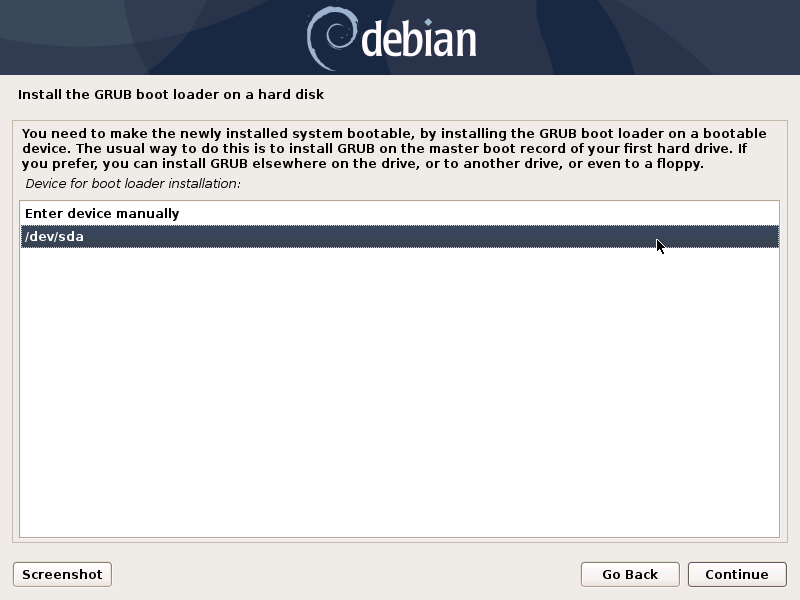 debian
Install the GRUB boot loader on a hard disk
You need to make the newly installed system bootable, by installing the GRUB boot loader on a bootable
device. The usual way to do this is to install GRUB on the master boot record of your first hard drive. If
you prefer, you can install GRUB elsewhere on the drive, or to another drive, or even to a floppy.
Device for boot loader installation:
Enter device manually
/dev/sda
Screenshot
Go Back
Continue